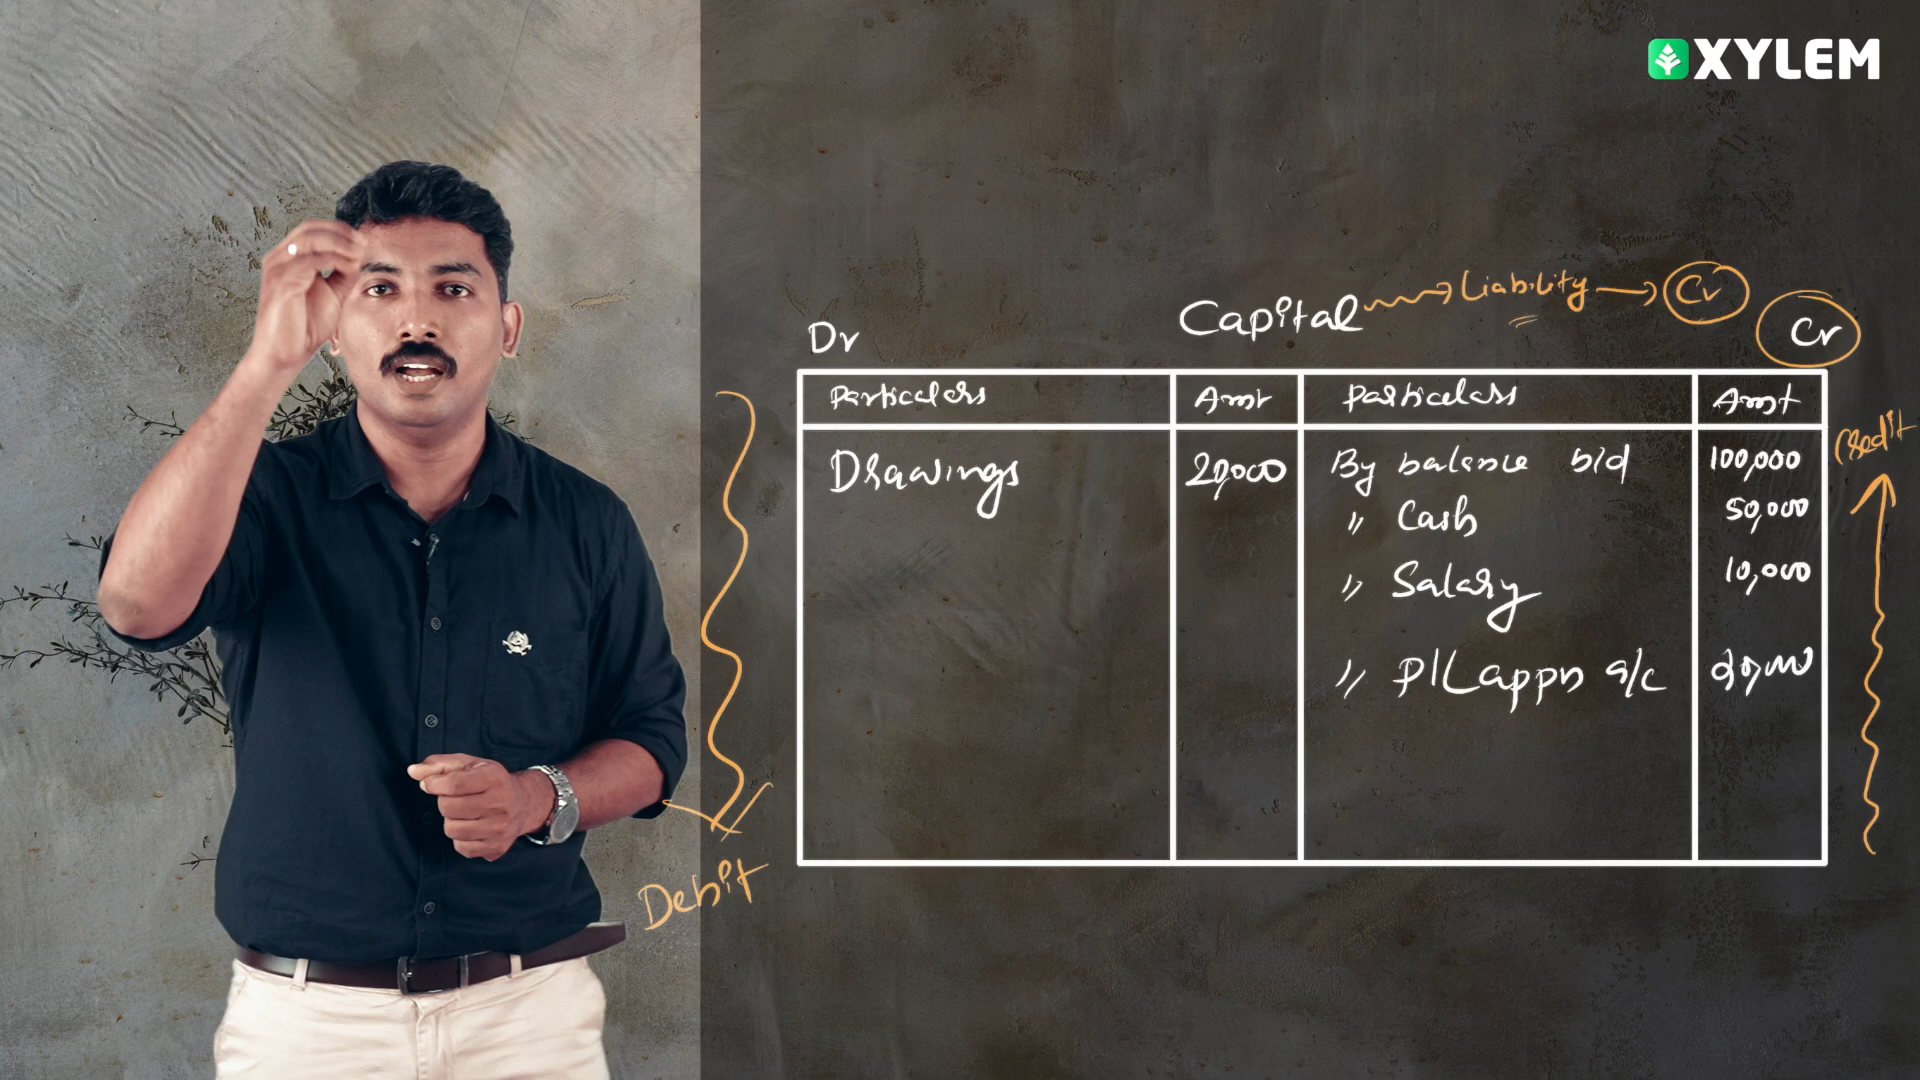 XYLEM
Dr Capital Liability Cr Cr
Particulars Amt Particulars Amt
Drawings 20,000 By balance b/d 100,000
" Cash 50,000
" Salary 10,000
" P/L appn a/c
Debit
Credit